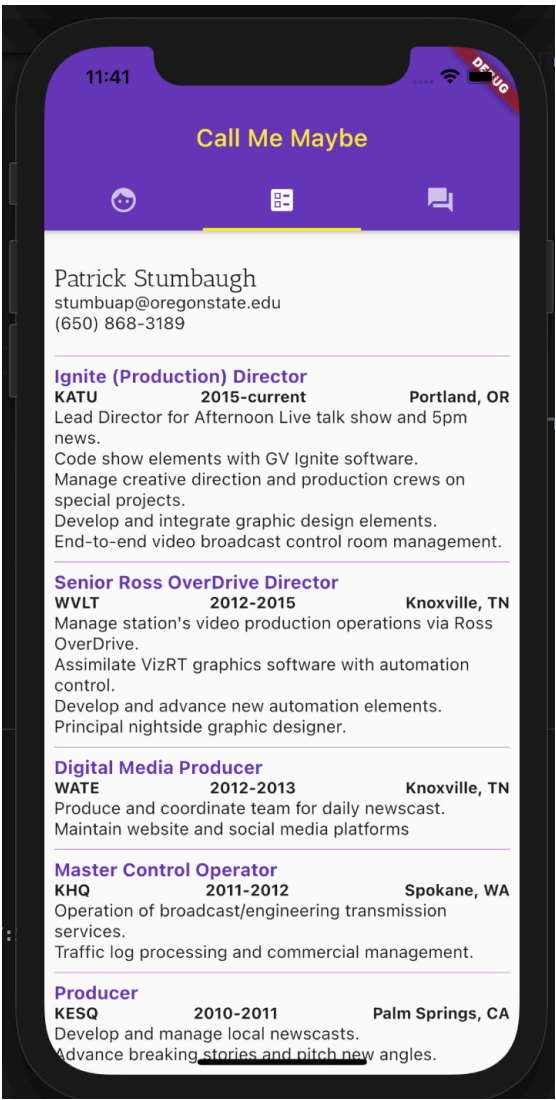 11:41
DEBUG
Call Me Maybe
Patrick Stumbaugh
stumbuap@oregonstate.edu
(650) 868-3189
Ignite (Production) Director
KATU 2015-current Portland, OR
Lead Director for Afternoon Live talk show and 5pm
news.
Code show elements with GV Ignite software.
Manage creative direction and production crews on
special projects.
Develop and integrate graphic design elements.
End-to-end video broadcast control room management.
Senior Ross OverDrive Director
WVLT 2012-2015 Knoxville, TN
Manage station's video production operations via Ross
OverDrive.
Assimilate VizRT graphics software with automation
control.
Develop and advance new automation elements.
Principal nightside graphic designer.
Digital Media Producer
WATE 2012-2013 Knoxville, TN
Produce and coordinate team for daily newscast.
Maintain website and social media platforms
Master Control Operator
KHQ 2011-2012 Spokane, WA
Operation of broadcast/engineering transmission
services.
Traffic log processing and commercial management.
Producer
KESQ 2010-2011 Palm Springs, CA
Develop and manage local newscasts.
Advance breaking stories and pitch new angles.